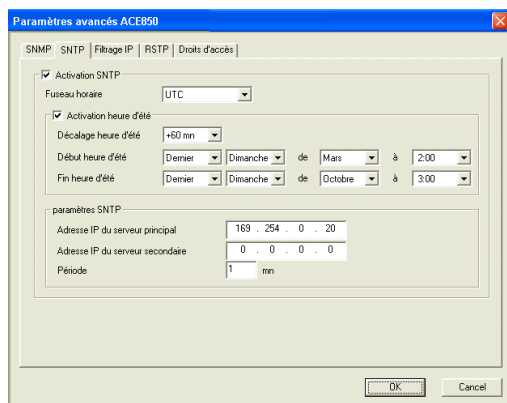 Paramètres avancés ACE850
SNMP SNTP Filtrage IP RSTP Droits d'accès
Activation SNTP
Fuseau horaire UTC
Activation heure d'été
Décalage heure d'été +60 mn
Début heure d'été Dernier Dimanche de Mars à 2:00
Fin heure d'été Dernier Dimanche de Octobre à 3:00
paramètres SNTP
Adresse IP du serveur principal 169 . 254 . 0 . 20
Adresse IP du serveur secondaire 0 . 0 . 0 . 0
Période 1 mn
OK Cancel